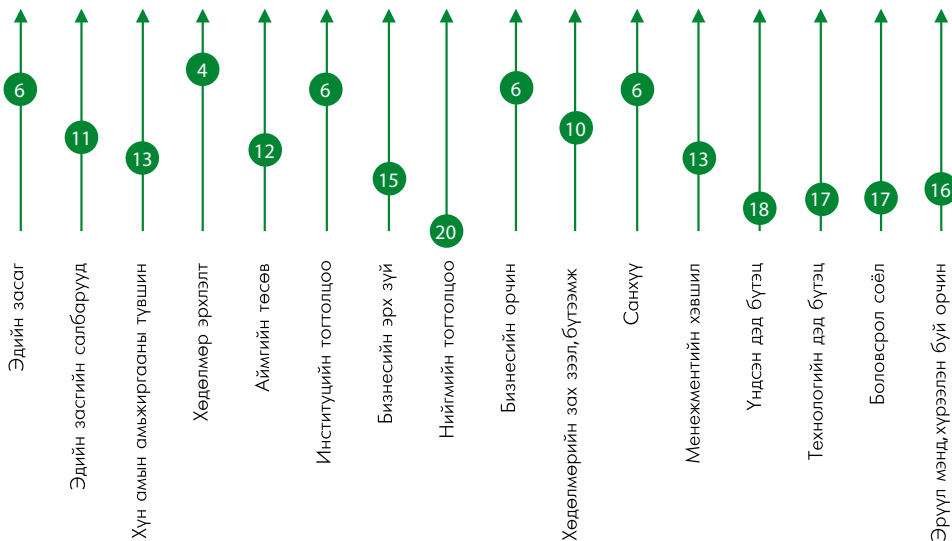 6
11
13
4
12
6
15
20
6
10
6
13
18
17
17
16
Эдийн засаг
Эдийн засгийн салбарууд
Хүн амын амьжиргааны түвшин
Хөдөлмөр эрхлэлт
Аймгийн төсөв
Институцийн тогтолцоо
Бизнесийн эрх зүй
Нийгмийн тогтолцоо
Бизнесийн орчин
Хөдөлмөрийн зах зээл,бүтээмж
Санхүү
Менежментийн хэвшил
Үндсэн дэд бүтэц
Технологийн дэд бүтэц
Боловсрол соёл
Эрүүл мэнд,хүрээлэн буй орчин